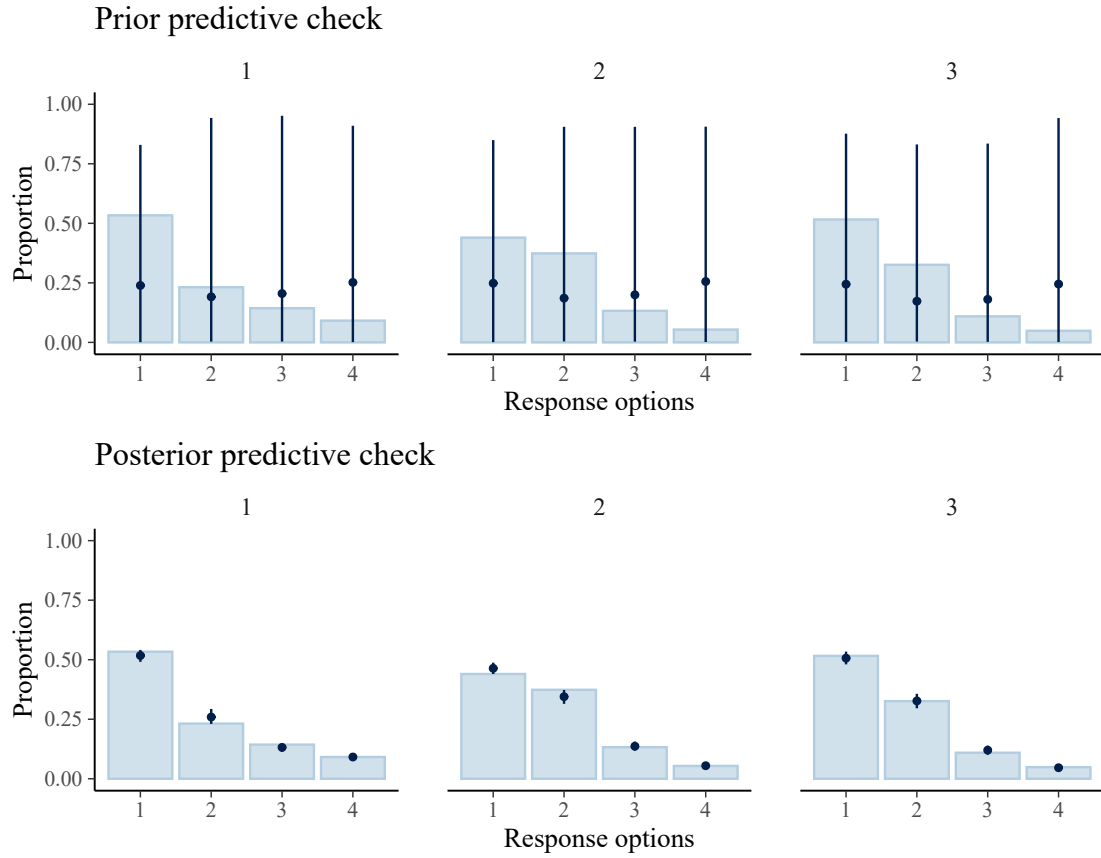 Prior predictive check
1 2 3
Proportion
1.00
0.75
0.50
0.25
0.00
1 2 3 4 1 2 3 4 1 2 3 4
Response options
Posterior predictive check
1 2 3
Proportion
1.00
0.75
0.50
0.25
0.00
1 2 3 4 1 2 3 4 1 2 3 4
Response options